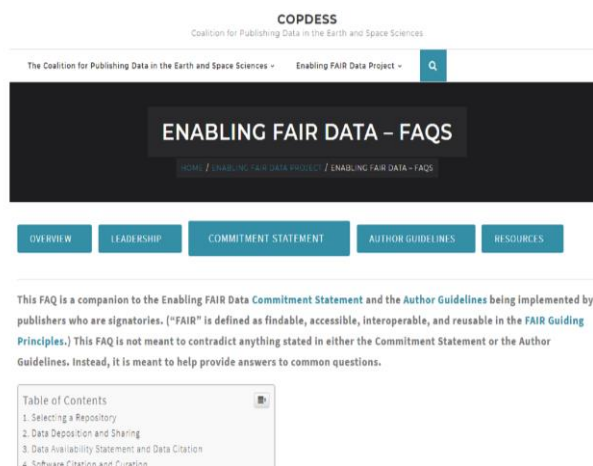 COPDESS
Coalition for Publishing Data in the Earth and Space Sciences
The Coalition for Publishing Data in the Earth and Space Sciences Enabling FAIR Data Project
ENABLING FAIR DATA – FAQS
HOME / ENABLING FAIR DATA PROJECT / ENABLING FAIR DATA – FAQS
OVERVIEW LEADERSHIP COMMITMENT STATEMENT AUTHOR GUIDELINES RESOURCES
This FAQ is a companion to the Enabling FAIR Data Commitment Statement and the Author Guidelines being implemented by
publishers who are signatories. (“FAIR” is defined as findable, accessible, interoperable, and reusable in the FAIR Guiding
Principles.) This FAQ is not meant to contradict anything stated in either the Commitment Statement or the Author
Guidelines. Instead, it is meant to help provide answers to common questions.
Table of Contents
1. Selecting a Repository
2. Data Deposition and Sharing
3. Data Availability Statement and Data Citation
4. Software Citation and Curation